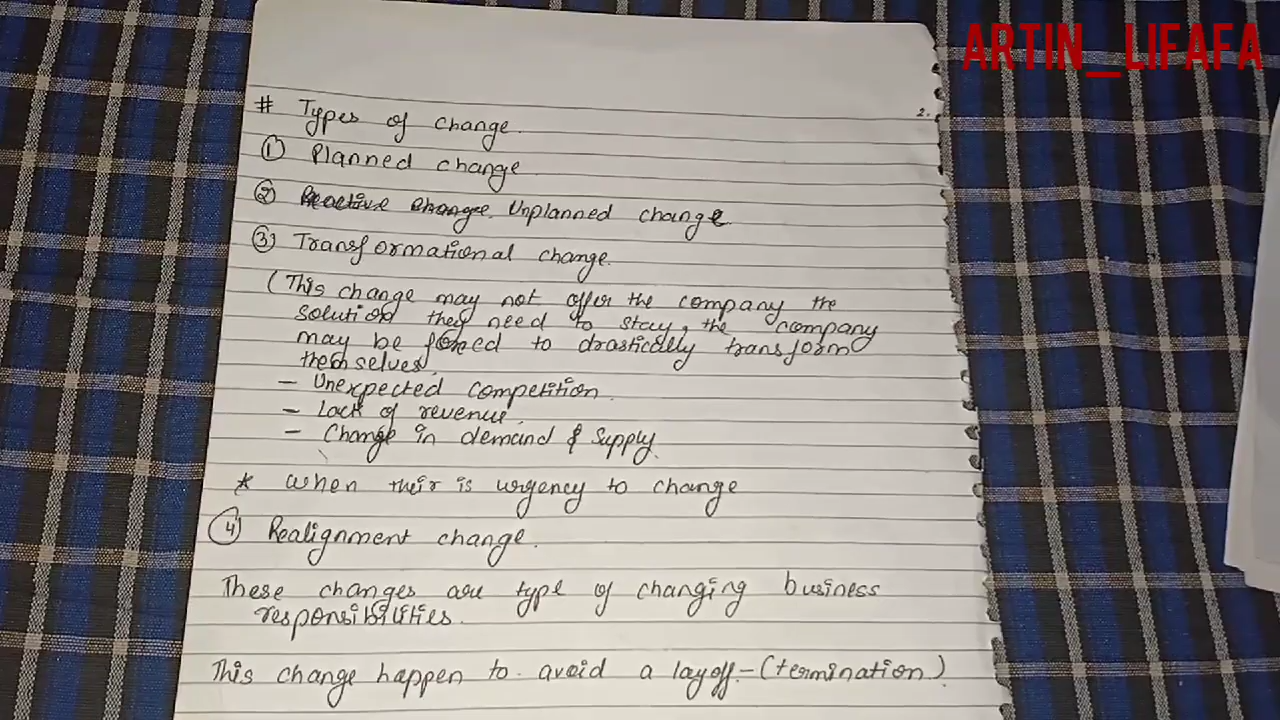 ARTIN_LIFAFA
2.
# Types of change.
① Planned change
② Reactive change. Unplanned change
③ Transformational change.
(This change may not offer the company the
solution they need to stay, the company
may be forced to drastically transform
themselves.
– Unexpected competition.
– Lack of revenue.
– Change in demand & supply.
* when their is urgency to change
④ Realignment change.
These changes are type of changing business
responsibilities.
This change happen to avoid a layoff – (termination)